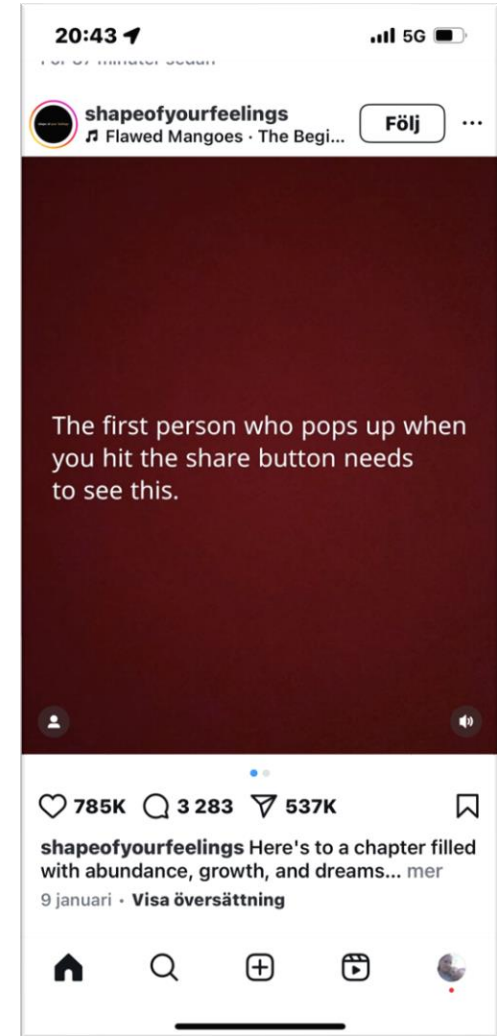 20:43
5G
shapeofyourfeelings
Flawed Mangoes · The Begi...
Följ
The first person who pops up when
you hit the share button needs
to see this.
785K 3 283 537K
shapeofyourfeelings Here's to a chapter filled
with abundance, growth, and dreams... mer
9 januari · Visa översättning